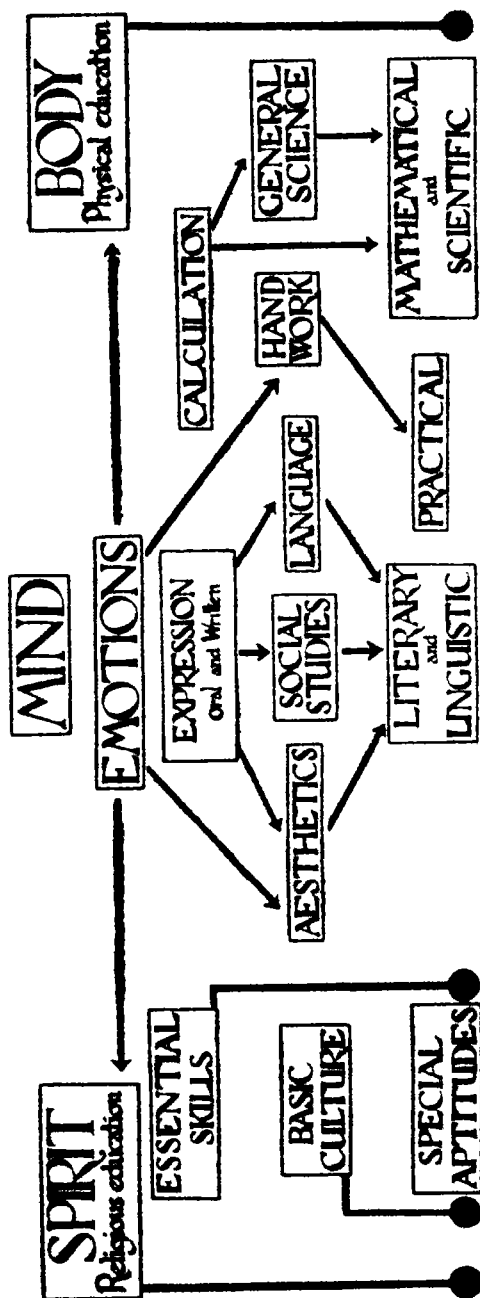 MIND
SPIRIT
Religious education
EMOTIONS
BODY
Physical education
ESSENTIAL
SKILLS
EXPRESSION
Oral and Written
CALCULATION
BASIC
CULTURE
AESTHETICS
SOCIAL
STUDIES
LANGUAGE
HAND
WORK
GENERAL
SCIENCE
SPECIAL
APTITUDES
LITERARY
and
LINGUISTIC
PRACTICAL
MATHEMATICAL
and
SCIENTIFIC